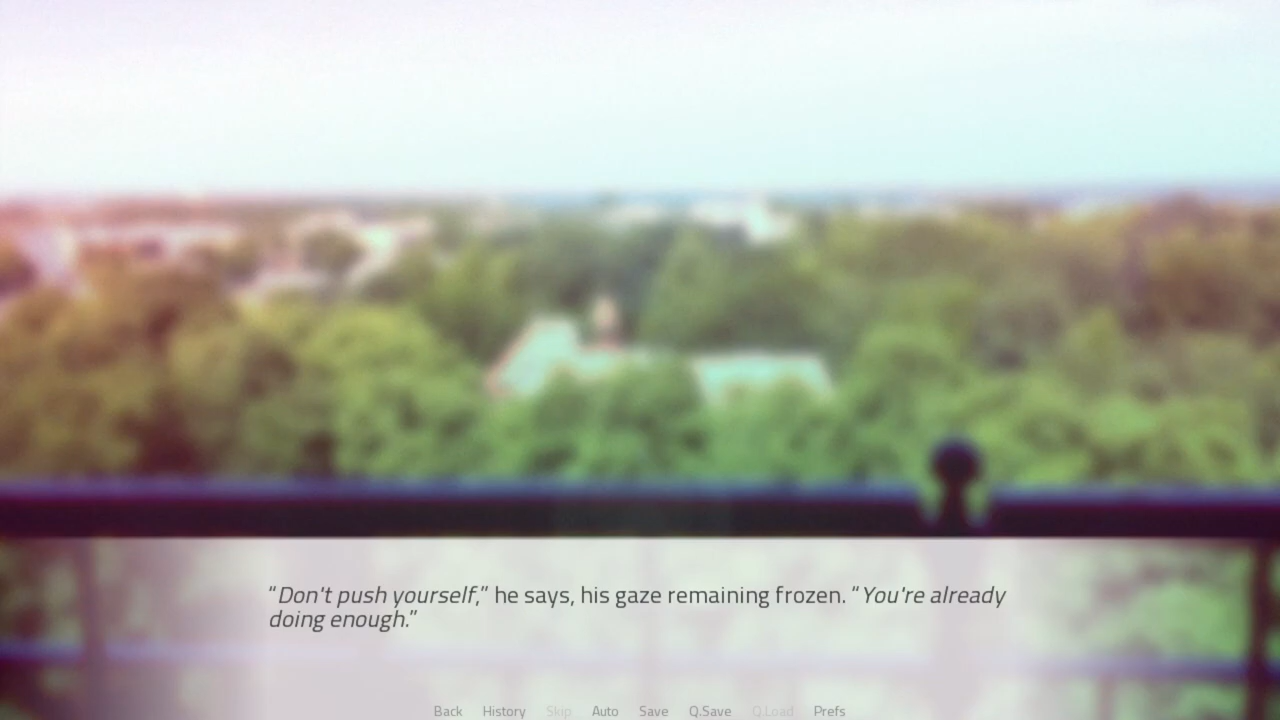 “Don't push yourself,” he says, his gaze remaining frozen. “You're already
doing enough.”
Back History Skip Auto Save Q.Save Q.Load Prefs